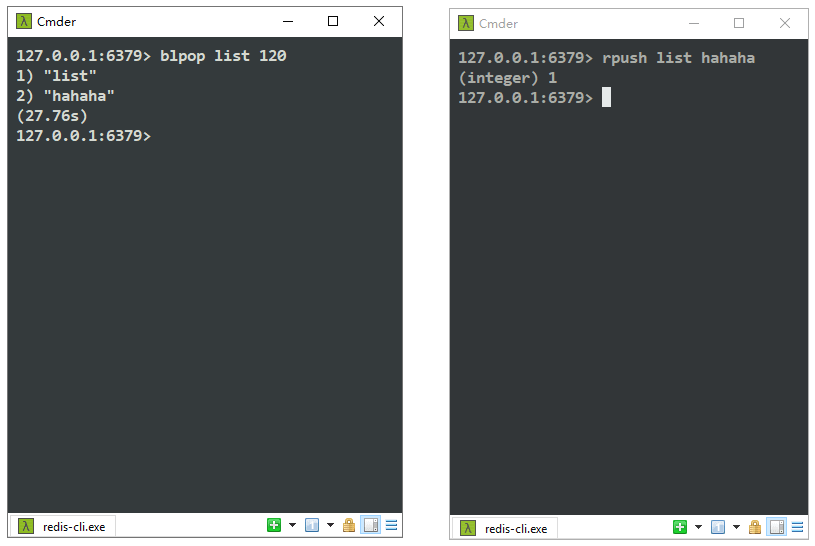 Cmder
127.0.0.1:6379> blpop list 120
1) "list"
2) "hahaha"
(27.76s)
127.0.0.1:6379>
redis-cli.exe
Cmder
127.0.0.1:6379> rpush list hahaha
(integer) 1
127.0.0.1:6379>
redis-cli.exe